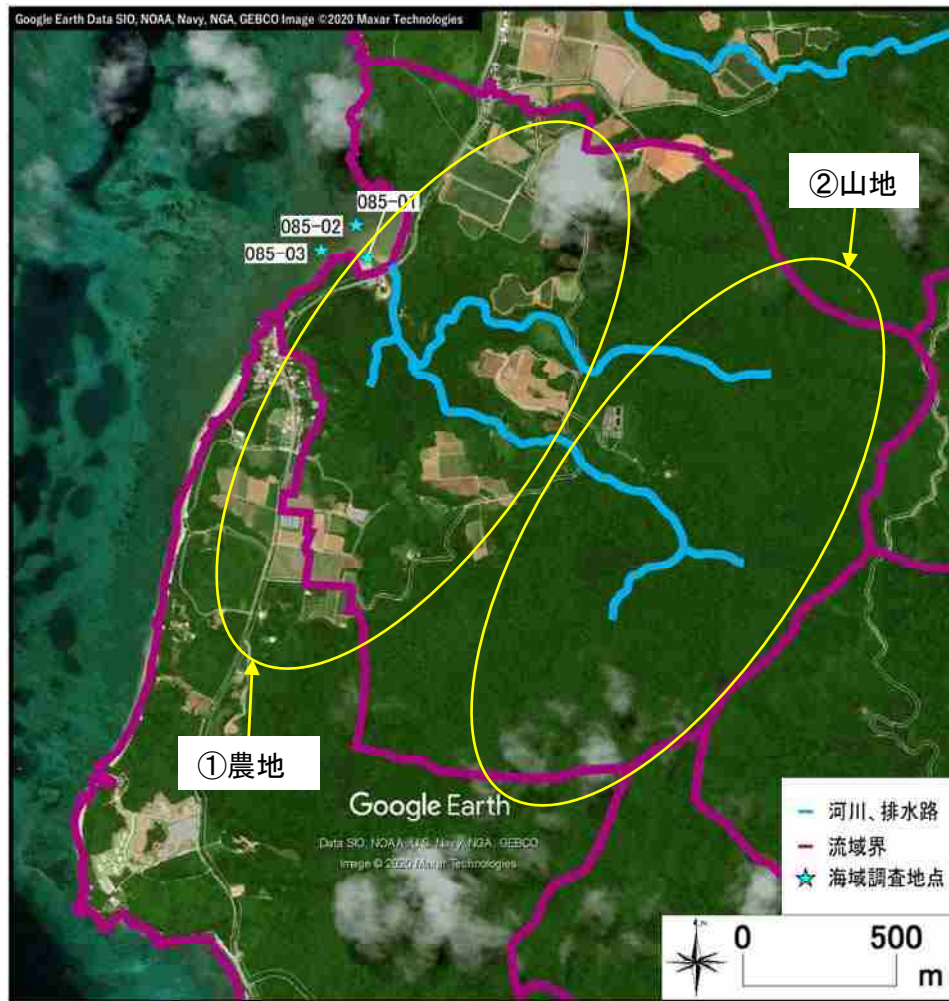 Google Earth Data SIO, NOAA, Navy, NGA, GEBCO Image ©2020 Maxar Technologies
②山地
085-01
085-02
085-03
①農地
Google Earth
Data SIO, NOAA, U.S. Navy, NGA, GEBCO
Image © 2020 Maxar Technologies
河川、排水路
流域界
海域調査地点
0 500
m